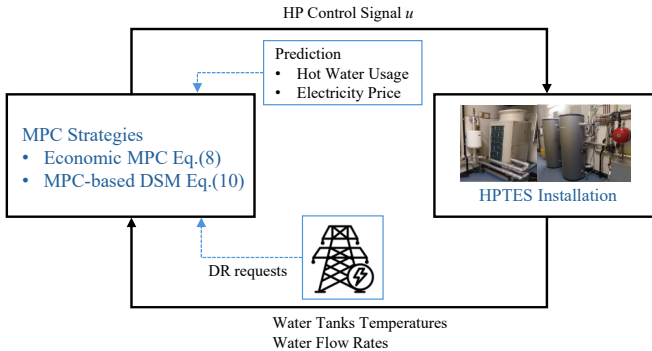 HP Control Signal u
Prediction
• Hot Water Usage
• Electricity Price
MPC Strategies
• Economic MPC Eq.(8)
• MPC-based DSM Eq.(10)
HPTES Installation
DR requests
Water Tanks Temperatures
Water Flow Rates